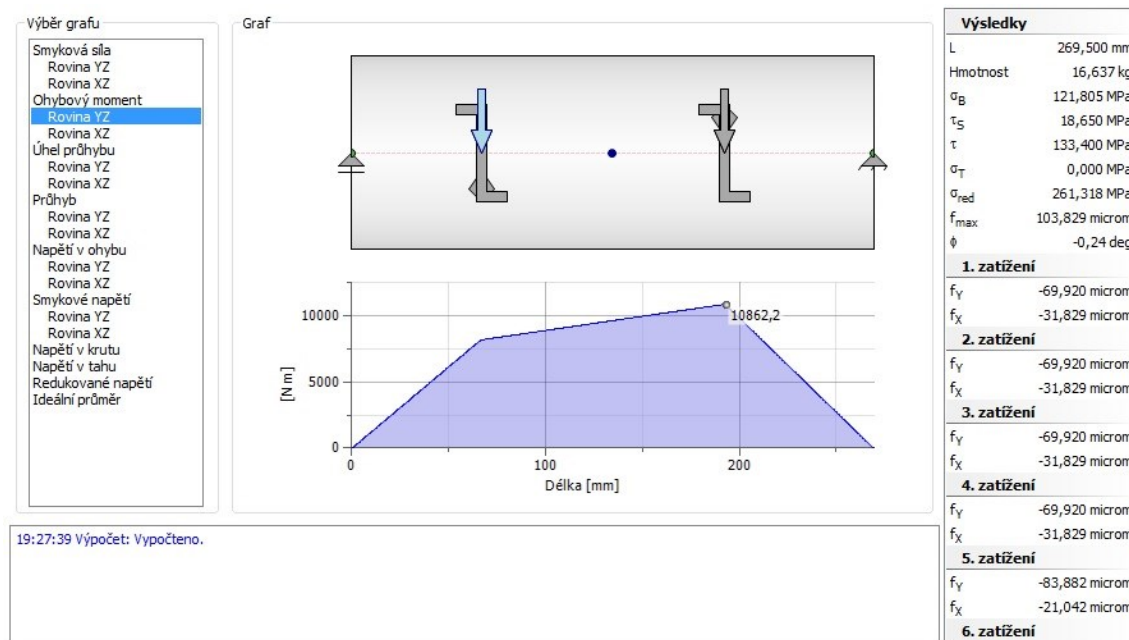 Výběr grafu
Smyková síla
Rovina YZ
Rovina XZ
Ohybový moment
Rovina YZ
Rovina XZ
Úhel průhybu
Rovina YZ
Rovina XZ
Průhyb
Rovina YZ
Rovina XZ
Napětí v ohybu
Rovina YZ
Rovina XZ
Smykové napětí
Rovina YZ
Rovina XZ
Napětí v krutu
Napětí v tahu
Redukované napětí
Ideální průměr
Graf
10000
5000
0
[N m]
10862,2
0 100 200
Délka [mm]
Výsledky
L 269,500 mm
Hmotnost 16,637 kg
σB 121,805 MPa
τS 18,650 MPa
τ 133,400 MPa
σT 0,000 MPa
σred 261,318 MPa
fmax 103,829 microm
ϕ -0,24 deg
1. zatížení
fY -69,920 microm
fX -31,829 microm
2. zatížení
fY -69,920 microm
fX -31,829 microm
3. zatížení
fY -69,920 microm
fX -31,829 microm
4. zatížení
fY -69,920 microm
fX -31,829 microm
5. zatížení
fY -83,882 microm
fX -21,042 microm
6. zatížení
19:27:39 Výpočet: Vypočteno.